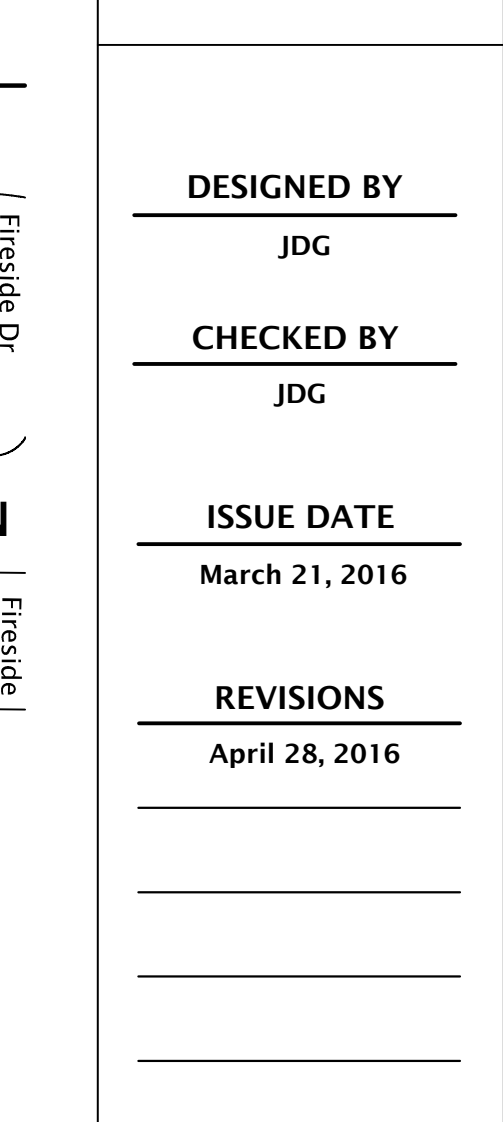 Fireside Dr
Fireside
DESIGNED BY
JDG
CHECKED BY
JDG
ISSUE DATE
March 21, 2016
REVISIONS
April 28, 2016